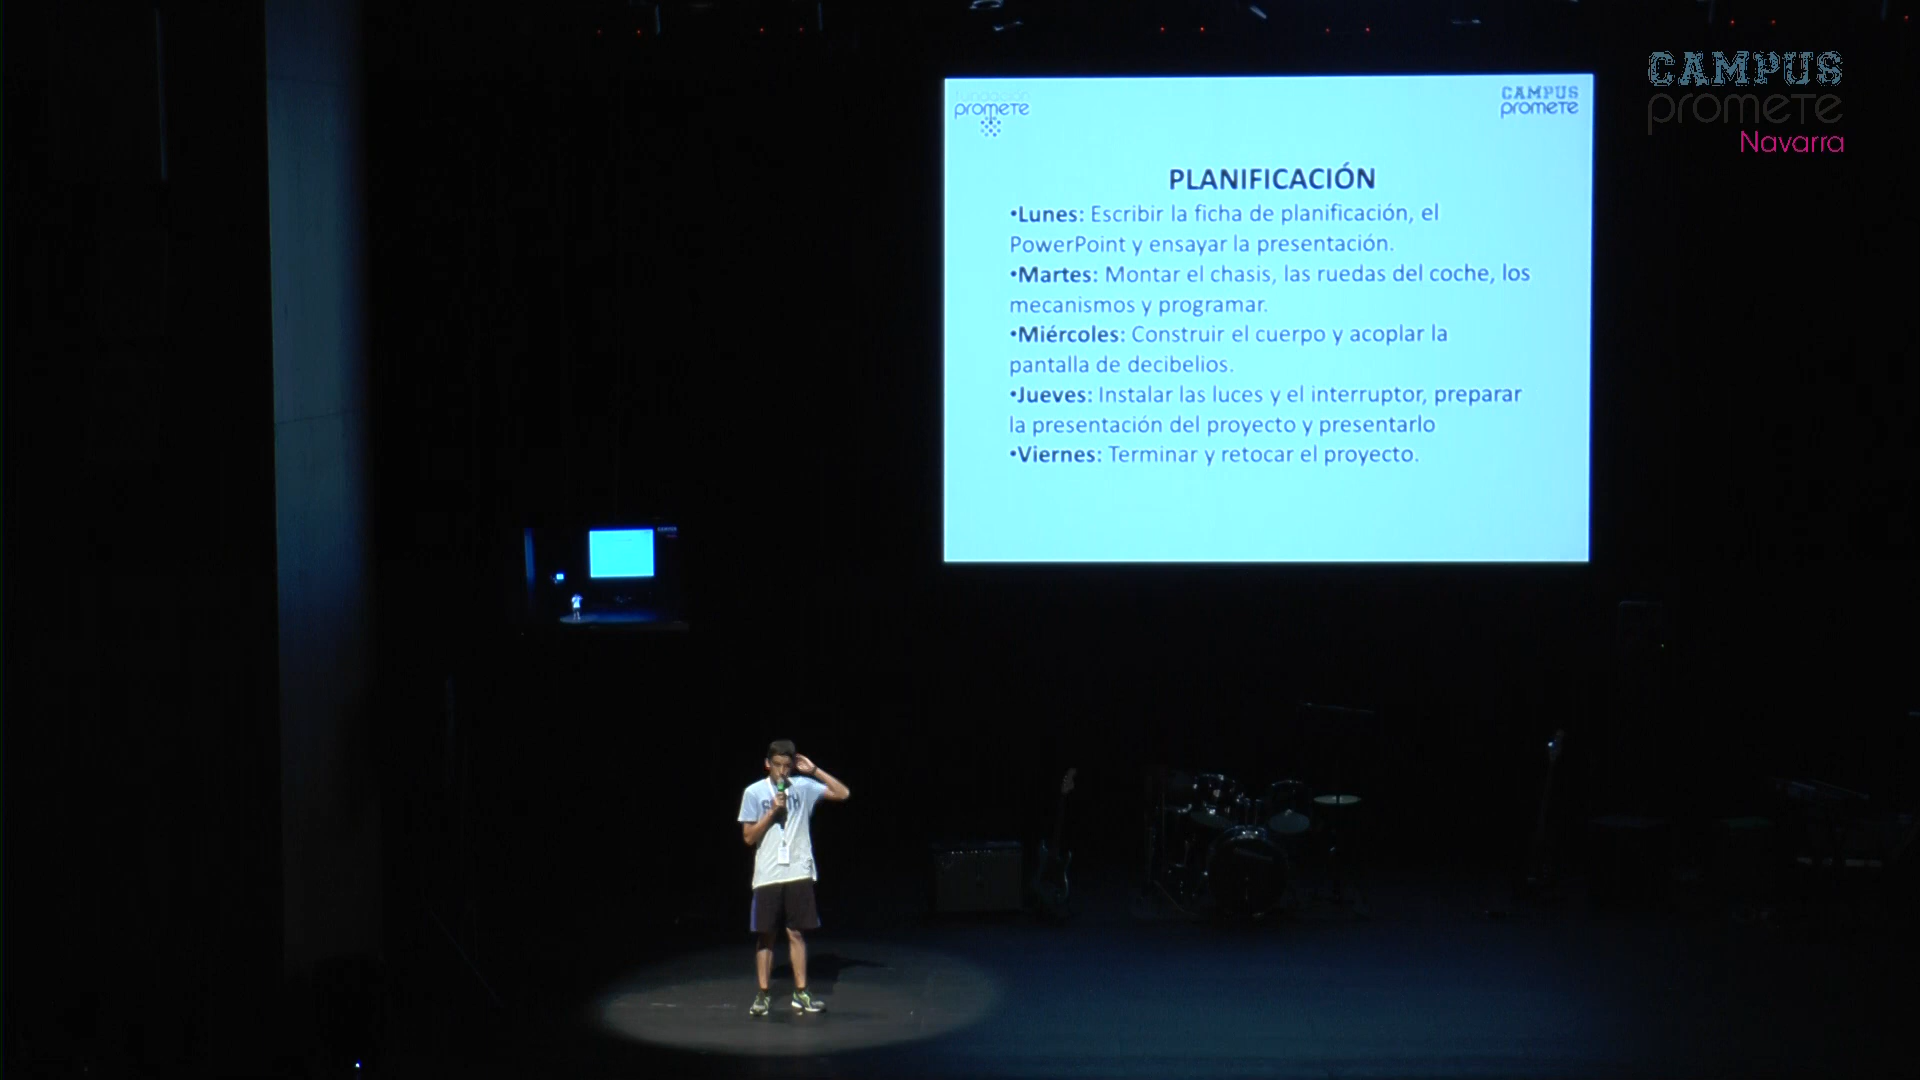 CAMPUS
promeTe
Navarra
fundación
promeTe
CAMPUS
promeTe
PLANIFICACIÓN
•Lunes: Escribir la ficha de planificación, el
PowerPoint y ensayar la presentación.
•Martes: Montar el chasis, las ruedas del coche, los
mecanismos y programar.
•Miércoles: Construir el cuerpo y acoplar la
pantalla de decibelios.
•Jueves: Instalar las luces y el interruptor, preparar
la presentación del proyecto y presentarlo
•Viernes: Terminar y retocar el proyecto.